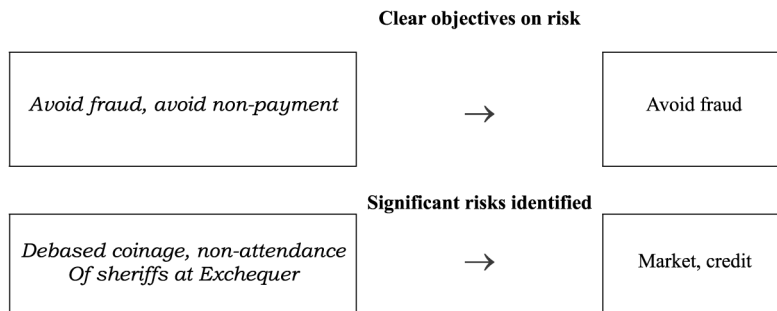 Clear objectives on risk
Avoid fraud, avoid non-payment
→
Avoid fraud
Significant risks identified
Debased coinage, non-attendance
Of sheriffs at Exchequer
→
Market, credit